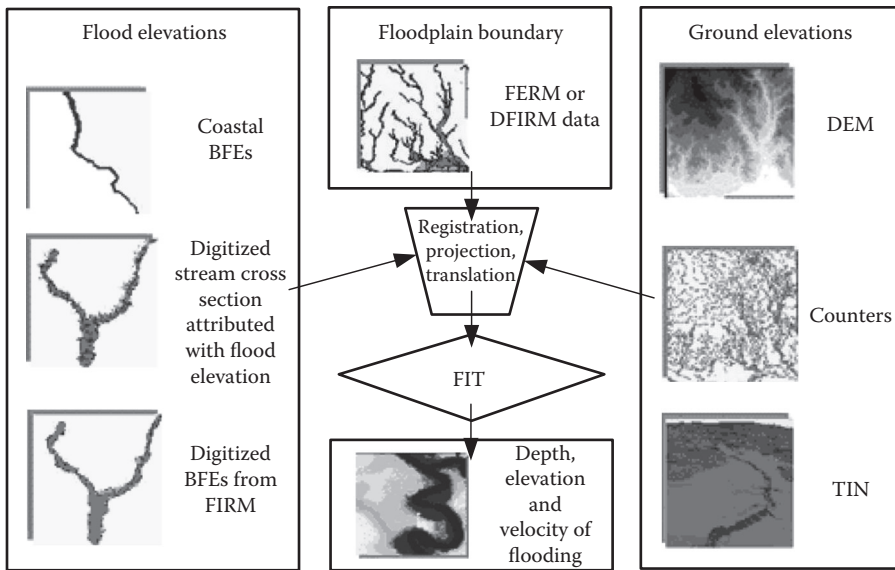 Flood elevations
Coastal
BFEs
Digitized
stream cross
section
attributed
with flood
elevation
Digitized
BFEs from
FIRM
Floodplain boundary
FERM or
DFIRM data
Registration,
projection,
translation
FIT
Depth,
elevation
and
velocity of
flooding
Ground elevations
DEM
Counters
TIN